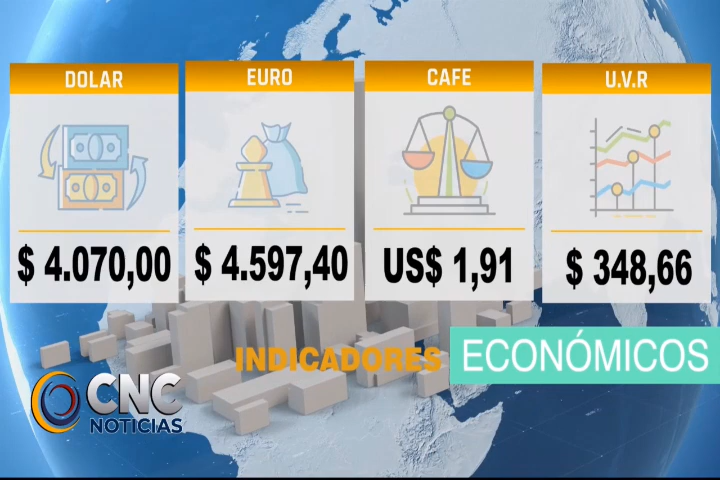 DOLAR
EURO
CAFE
U.V.R
$ 4.070,00
$ 4.597,40
US$ 1,91
$ 348,66
INDICADORES ECONÓMICOS
CNC
NOTICIAS